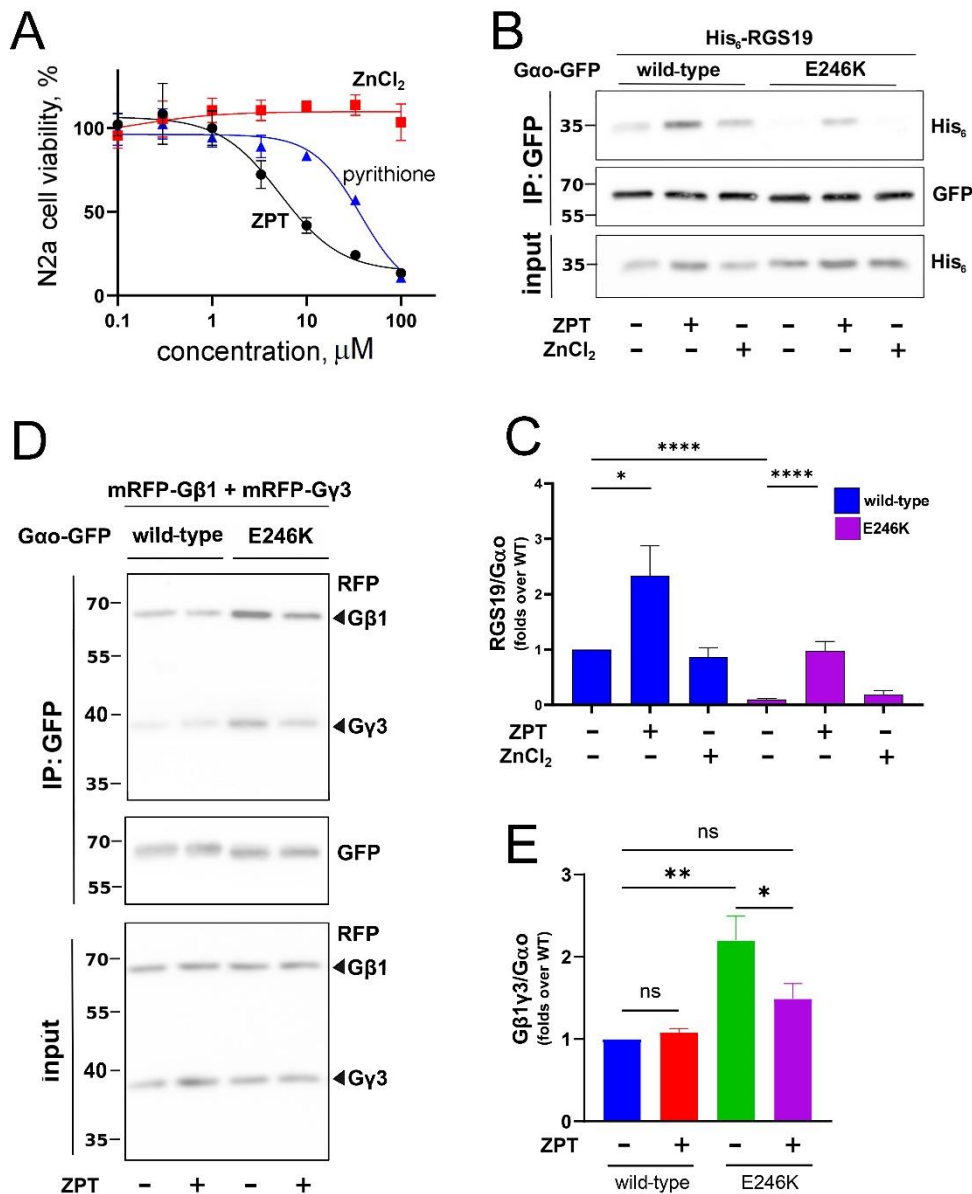 A
N2a cell viability, %
100
50
0
0.1 1 10 100
concentration, μM
ZnCl₂
pyrithione
ZPT
B
His₆-RGS19
Gαo-GFP wild-type E246K
IP: GFP
35
His₆
70
55
GFP
input
35
His₆
ZPT - + - - + -
ZnCl₂ - - + - - +
C
RGS19/Gαo
(folds over WT)
4
3
2
1
0
****
*
****
wild-type
E246K
ZPT - + - - + -
ZnCl₂ - - + - - +
D
mRFP-Gβ1 + mRFP-Gγ3
Gαo-GFP wild-type E246K
IP: GFP
RFP
70
Gβ1
55
40
Gγ3
35
70
GFP
55
input
RFP
70
Gβ1
55
40
Gγ3
35
ZPT - + - +
E
Gβ1γ3/Gαo
(folds over WT)
3
2
1
0
ns
**
*
ns
ZPT - + - +
wild-type E246K